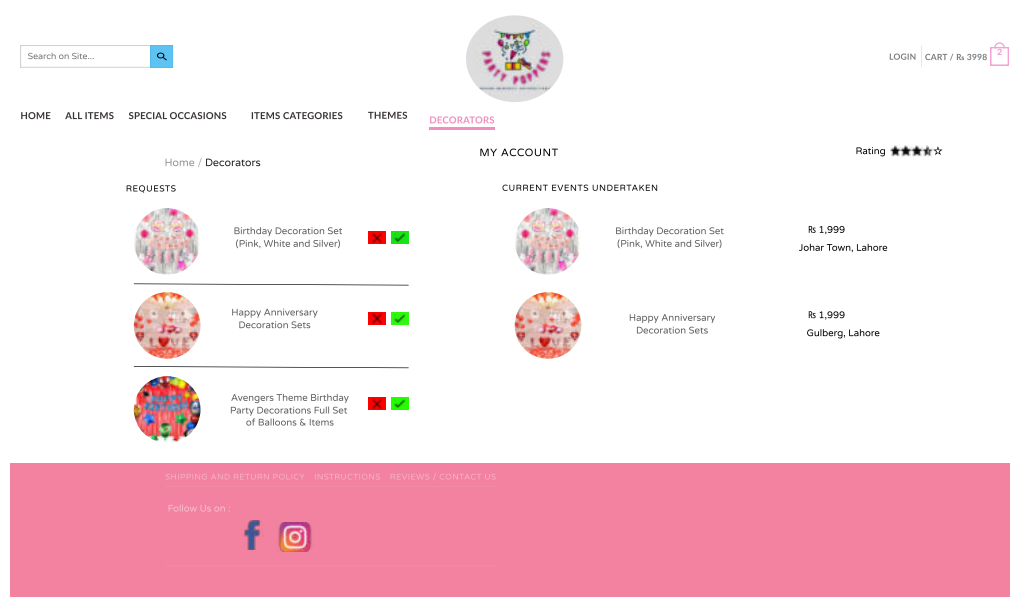 Search on Site...
PARTY POPPERS
LOGIN
CART / Rs 3998
2
HOME
ALL ITEMS
SPECIAL OCCASIONS
ITEMS CATEGORIES
THEMES
DECORATORS
Home / Decorators
MY ACCOUNT
Rating
REQUESTS
CURRENT EVENTS UNDERTAKEN
Birthday Decoration Set
(Pink, White and Silver)
Happy Anniversary
Decoration Sets
Avengers Theme Birthday
Party Decorations Full Set
of Balloons & Items
Birthday Decoration Set
(Pink, White and Silver)
₨ 1,999
Johar Town, Lahore
Happy Anniversary
Decoration Sets
₨ 1,999
Gulberg, Lahore
LOVE
SHIPPING AND RETURN POLICY
INSTRUCTIONS
REVIEWS / CONTACT US
Follow Us on :